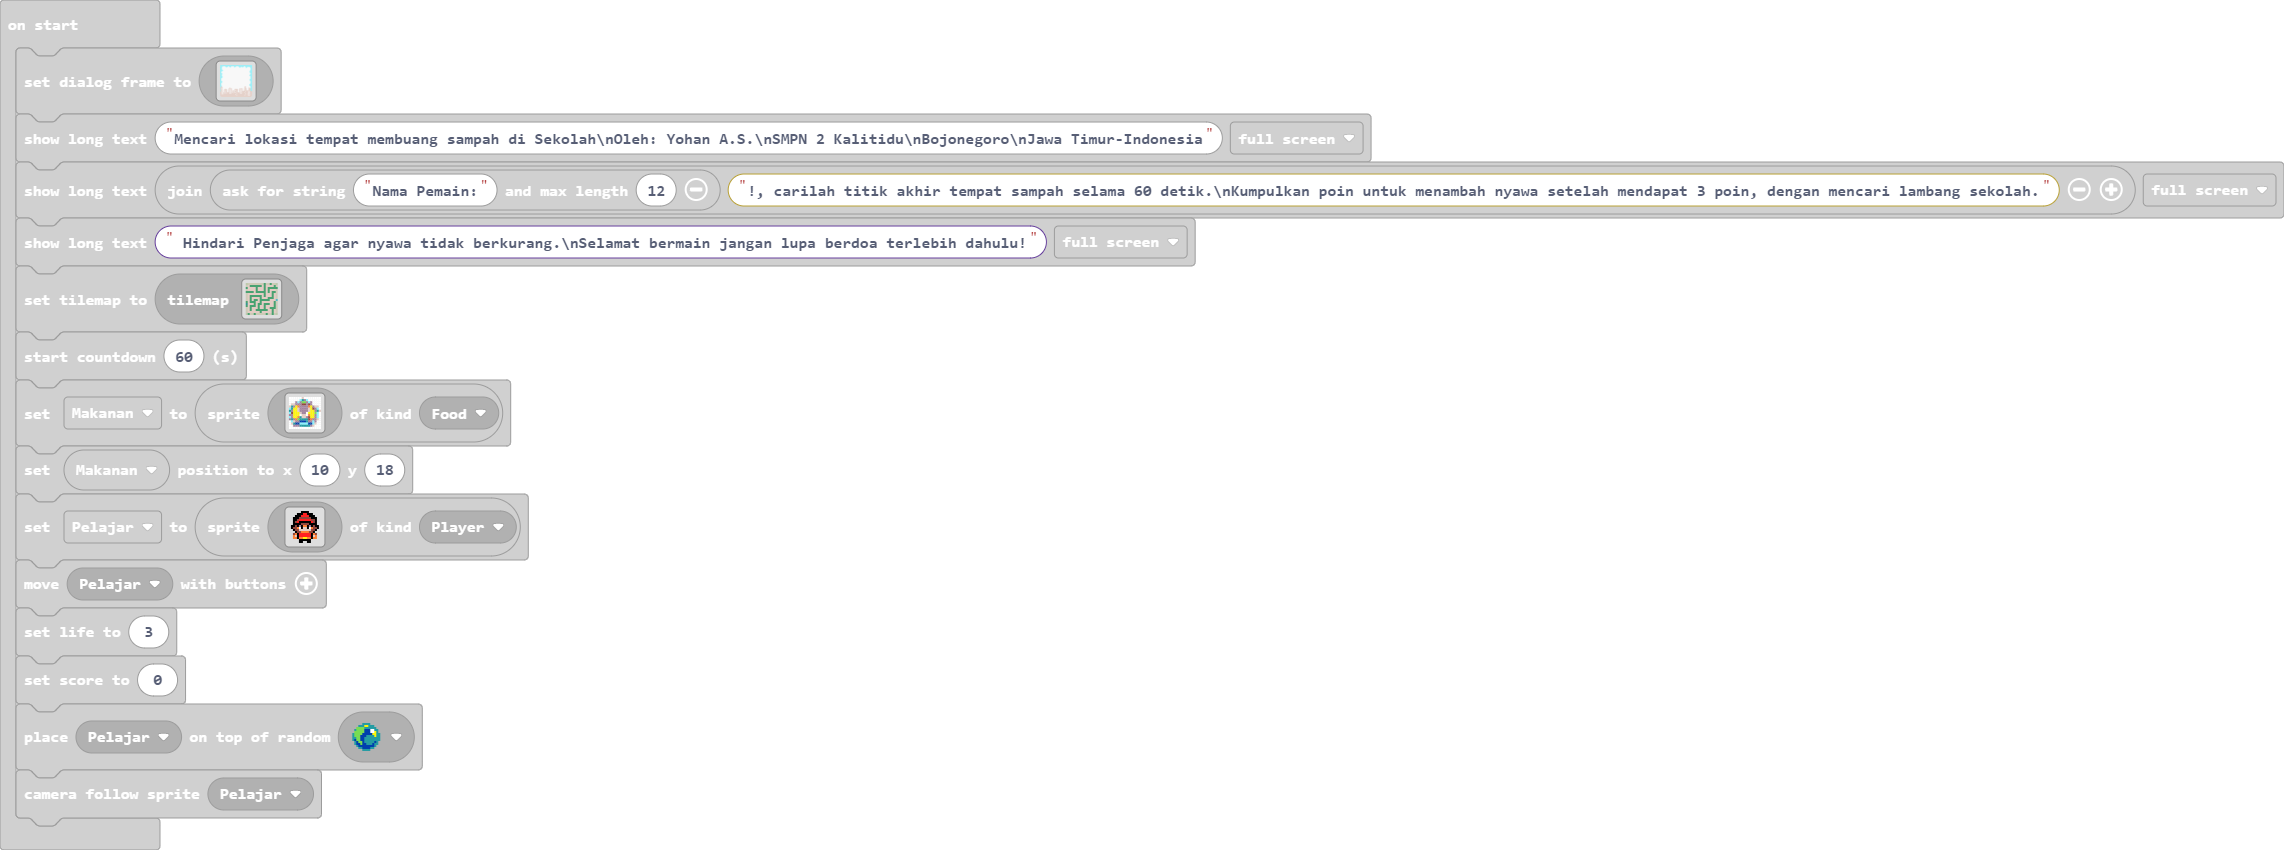 on start
set dialog frame to
show long text "Mencari lokasi tempat membuang sampah di Sekolah\nOleh: Yohan A.S.\nSMPN 2 Kalitidu\nBojonegoro\nJawa Timur-Indonesia" full screen
show long text join ask for string "Nama Pemain:" and max length 12 "!, carilah titik akhir tempat sampah selama 60 detik.\nKumpulkan poin untuk menambah nyawa setelah mendapat 3 poin, dengan mencari lambang sekolah." full screen
show long text " Hindari Penjaga agar nyawa tidak berkurang.\nSelamat bermain jangan lupa berdoa terlebih dahulu!" full screen
set tilemap to tilemap
start countdown 60 (s)
set Makanan to sprite of kind Food
set Makanan position to x 10 y 18
set Pelajar to sprite of kind Player
move Pelajar with buttons
set life to 3
set score to 0
place Pelajar on top of random
camera follow sprite Pelajar